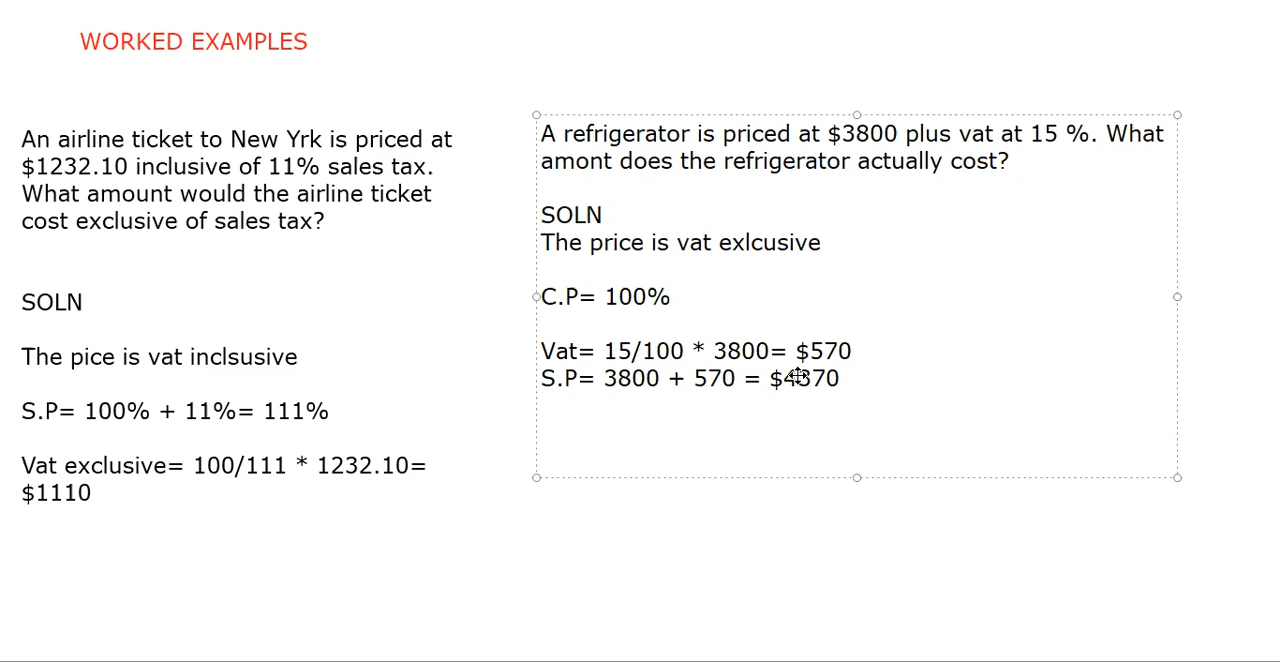 WORKED EXAMPLES
An airline ticket to New Yrk is priced at
$1232.10 inclusive of 11% sales tax.
What amount would the airline ticket
cost exclusive of sales tax?
SOLN
The pice is vat inclsusive
S.P= 100% + 11%= 111%
Vat exclusive= 100/111 * 1232.10=
$1110
A refrigerator is priced at $3800 plus vat at 15 %. What
amont does the refrigerator actually cost?
SOLN
The price is vat exlcusive
C.P= 100%
Vat= 15/100 * 3800= $570
S.P= 3800 + 570 = $4370